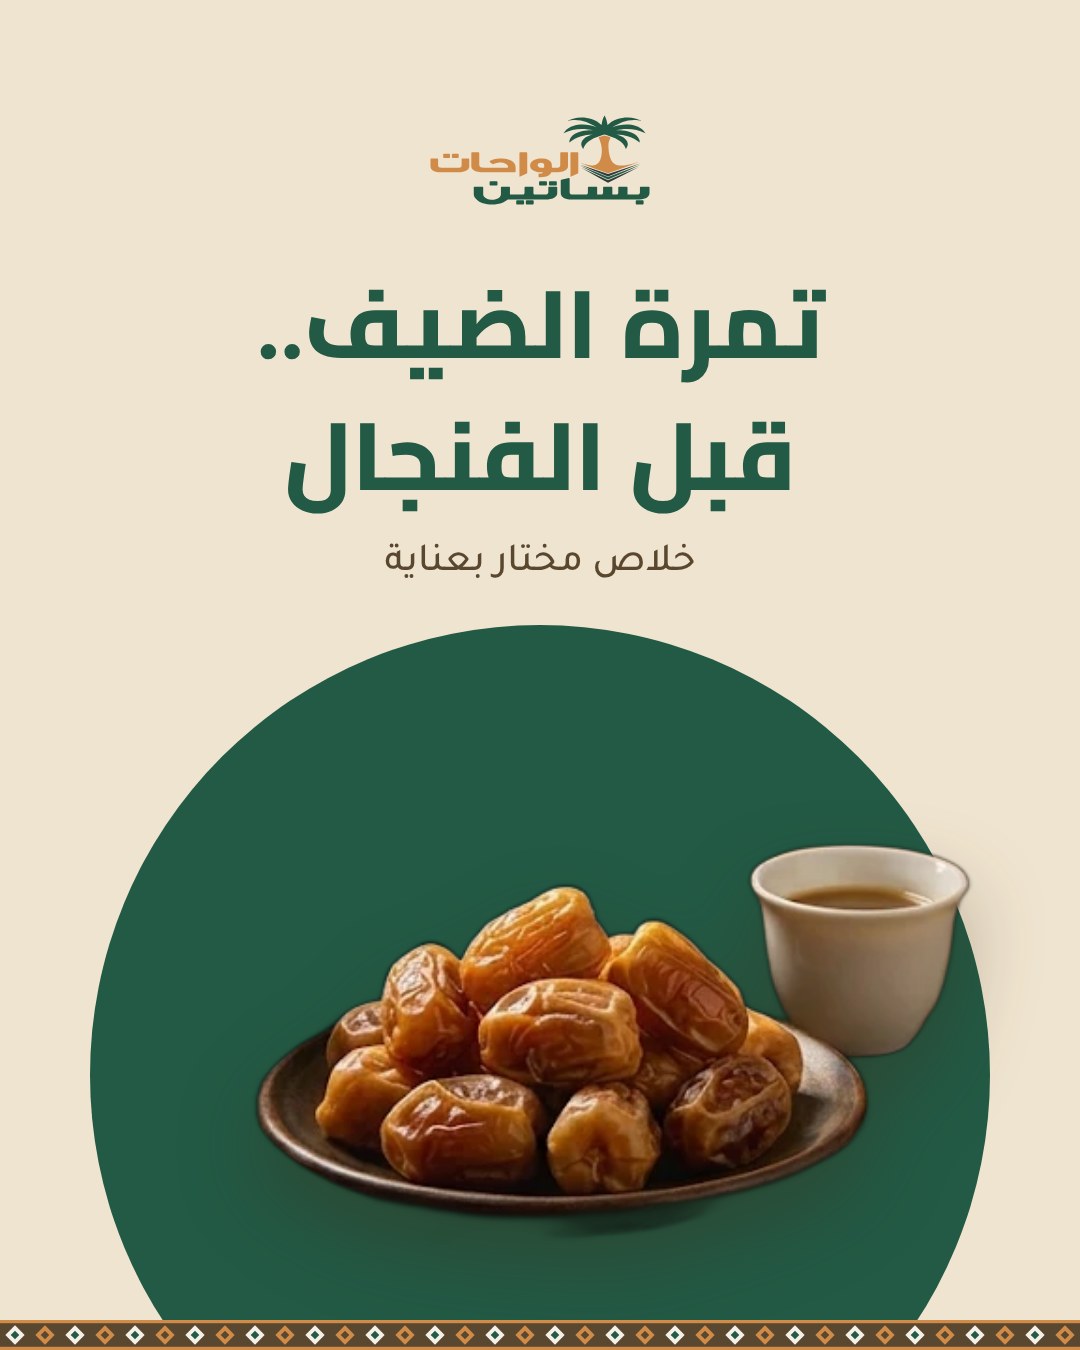 الواحات
بساتين
تمرة الضيف..
قبل الفنجال
خلاص مختار بعناية